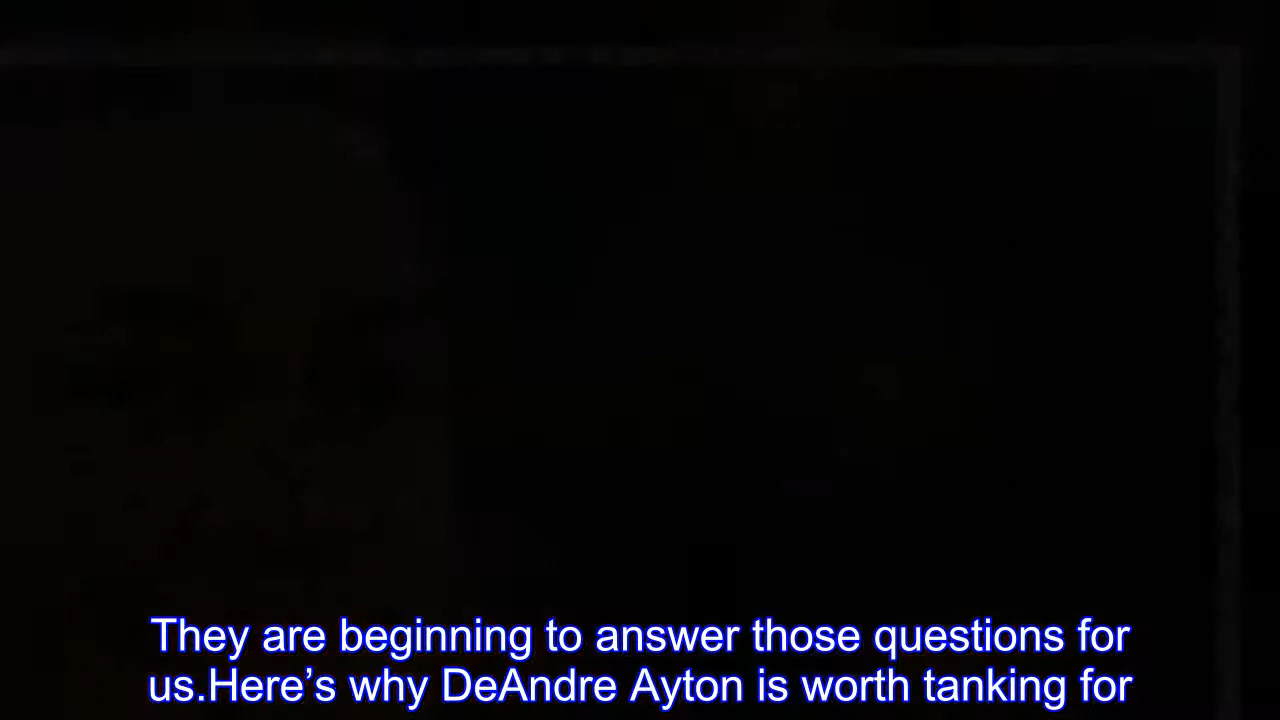 They are beginning to answer those questions for
us.Here’s why DeAndre Ayton is worth tanking for